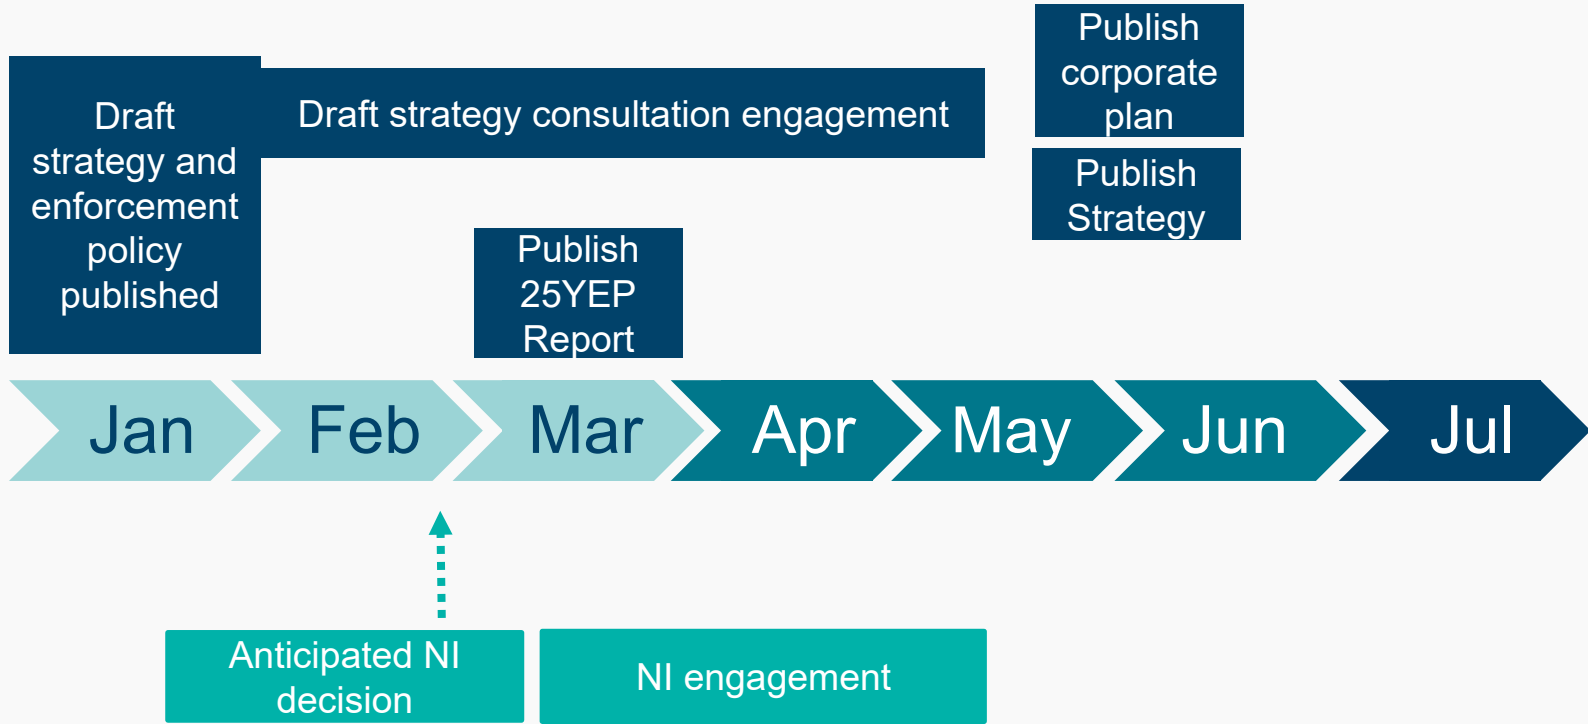 Draft
strategy and
enforcement
policy
published
Draft strategy consultation engagement
Publish
corporate
plan
Publish
Strategy
Publish
25YEP
Report
Jan
Feb
Mar
Apr
May
Jun
Jul
Anticipated NI
decision
NI engagement